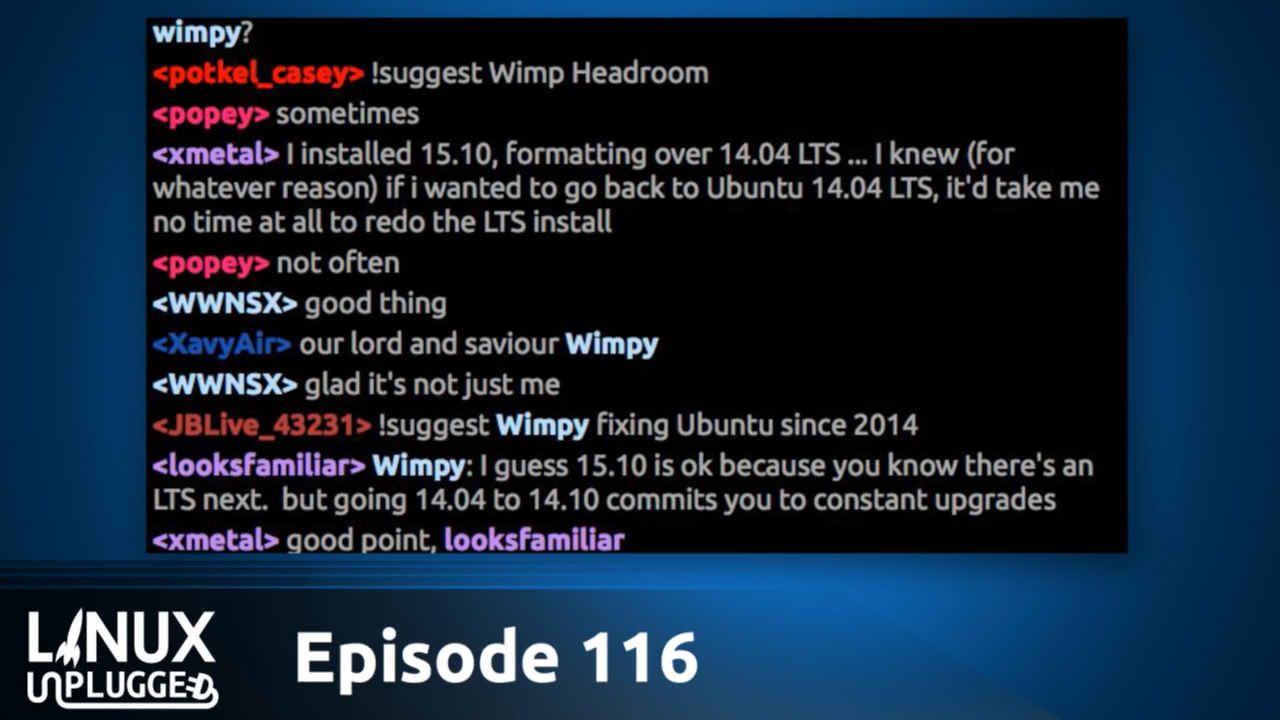 wimpy?
<potkel_casey> !suggest Wimp Headroom
<popey> sometimes
<xmetal> I installed 15.10, formatting over 14.04 LTS ... I knew (for
whatever reason) if i wanted to go back to Ubuntu 14.04 LTS, it'd take me
no time at all to redo the LTS install
<popey> not often
<WWNSX> good thing
<XavyAir> our lord and saviour Wimpy
<WWNSX> glad it's not just me
<JBLive_43231> !suggest Wimpy fixing Ubuntu since 2014
<looksfamiliar> Wimpy: I guess 15.10 is ok because you know there's an
LTS next.  but going 14.04 to 14.10 commits you to constant upgrades
<xmetal> good point, looksfamiliar
LINUX
UNPLUGGED
Episode 116